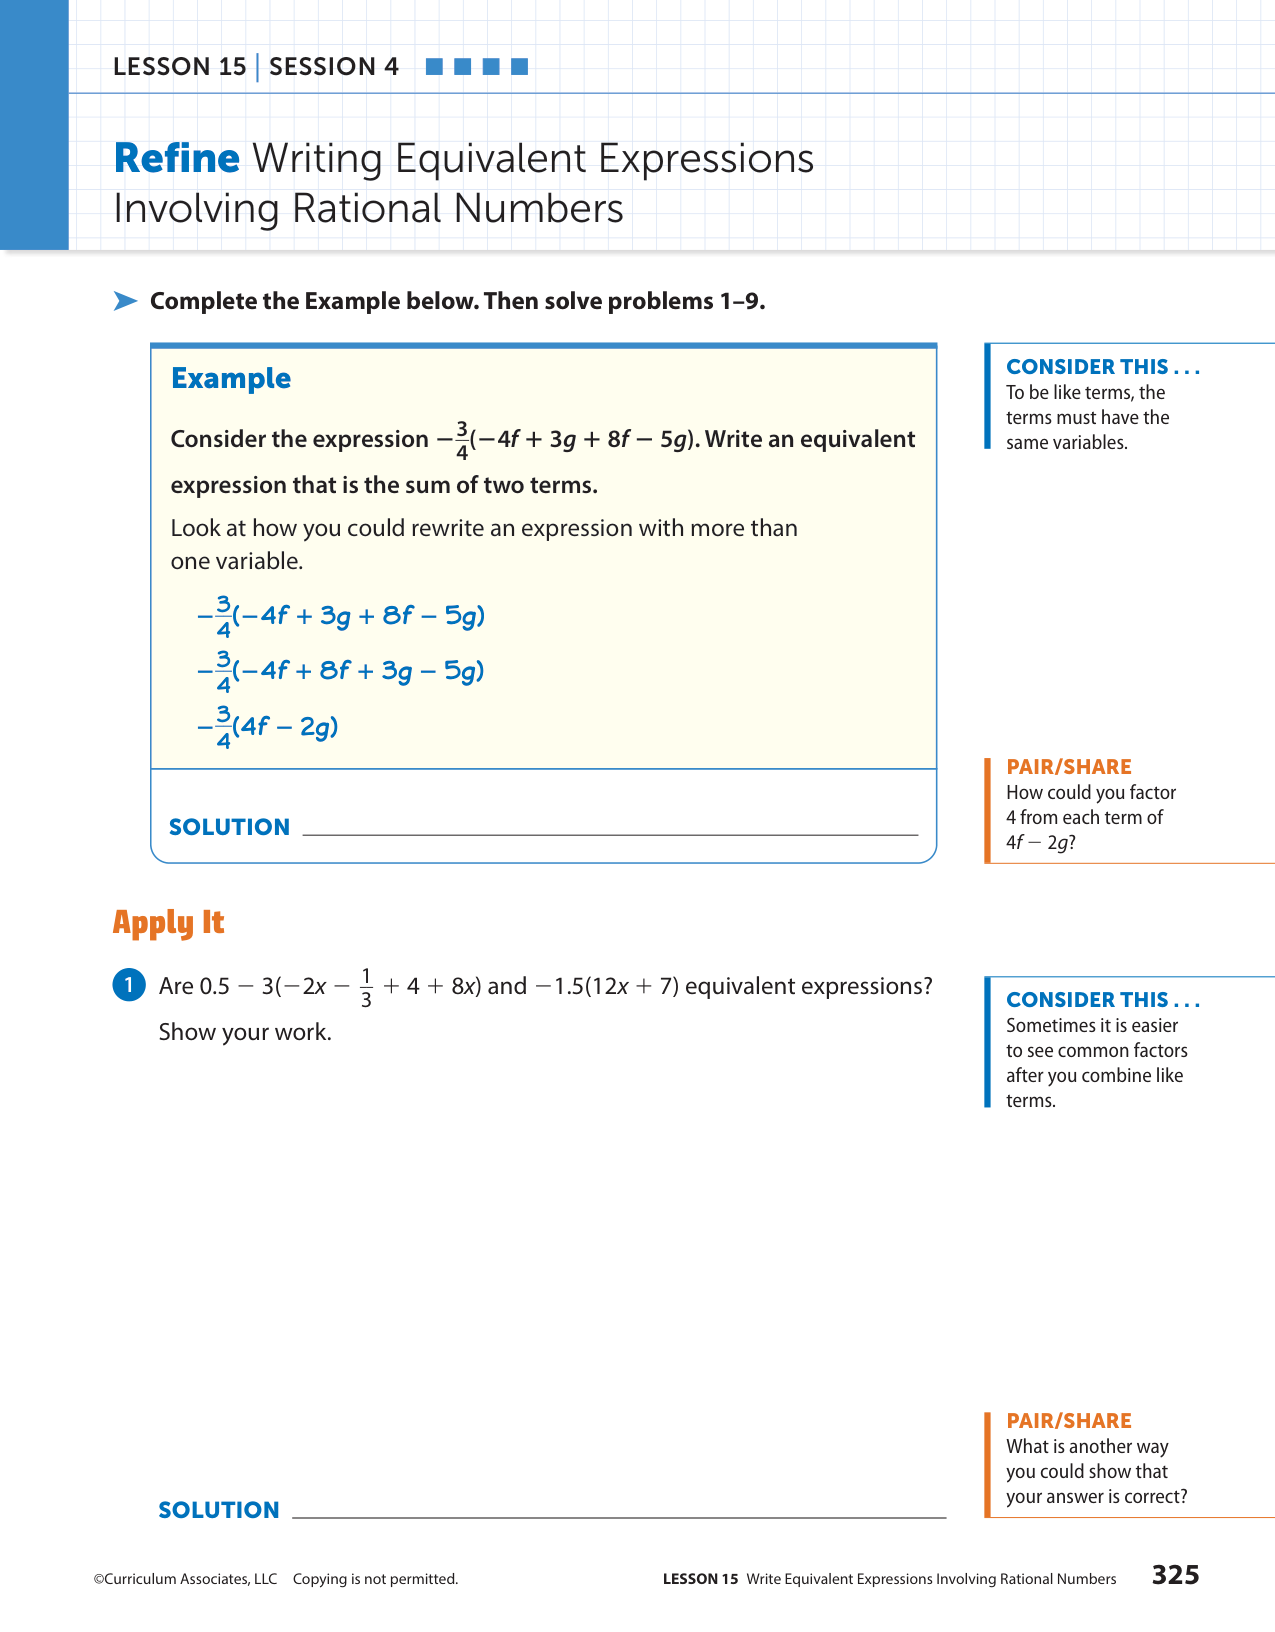 LESSON 15 | SESSION 4
Refine Writing Equivalent Expressions
Involving Rational Numbers
➤ Complete the Example below. Then solve problems 1–9.
Example
Consider the expression −3/4(−4f + 3g + 8f − 5g). Write an equivalent
expression that is the sum of two terms.
Look at how you could rewrite an expression with more than
one variable.
−3/4(−4f + 3g + 8f − 5g)
−3/4(−4f + 8f + 3g − 5g)
−3/4(4f − 2g)
SOLUTION
CONSIDER THIS . . .
To be like terms, the
terms must have the
same variables.
PAIR/SHARE
How could you factor
4 from each term of
4f − 2g?
Apply It
1 Are 0.5 − 3(−2x − 1/3 + 4 + 8x) and −1.5(12x + 7) equivalent expressions?
Show your work.
SOLUTION
CONSIDER THIS . . .
Sometimes it is easier
to see common factors
after you combine like
terms.
PAIR/SHARE
What is another way
you could show that
your answer is correct?
©Curriculum Associates, LLC Copying is not permitted.
LESSON 15 Write Equivalent Expressions Involving Rational Numbers 325